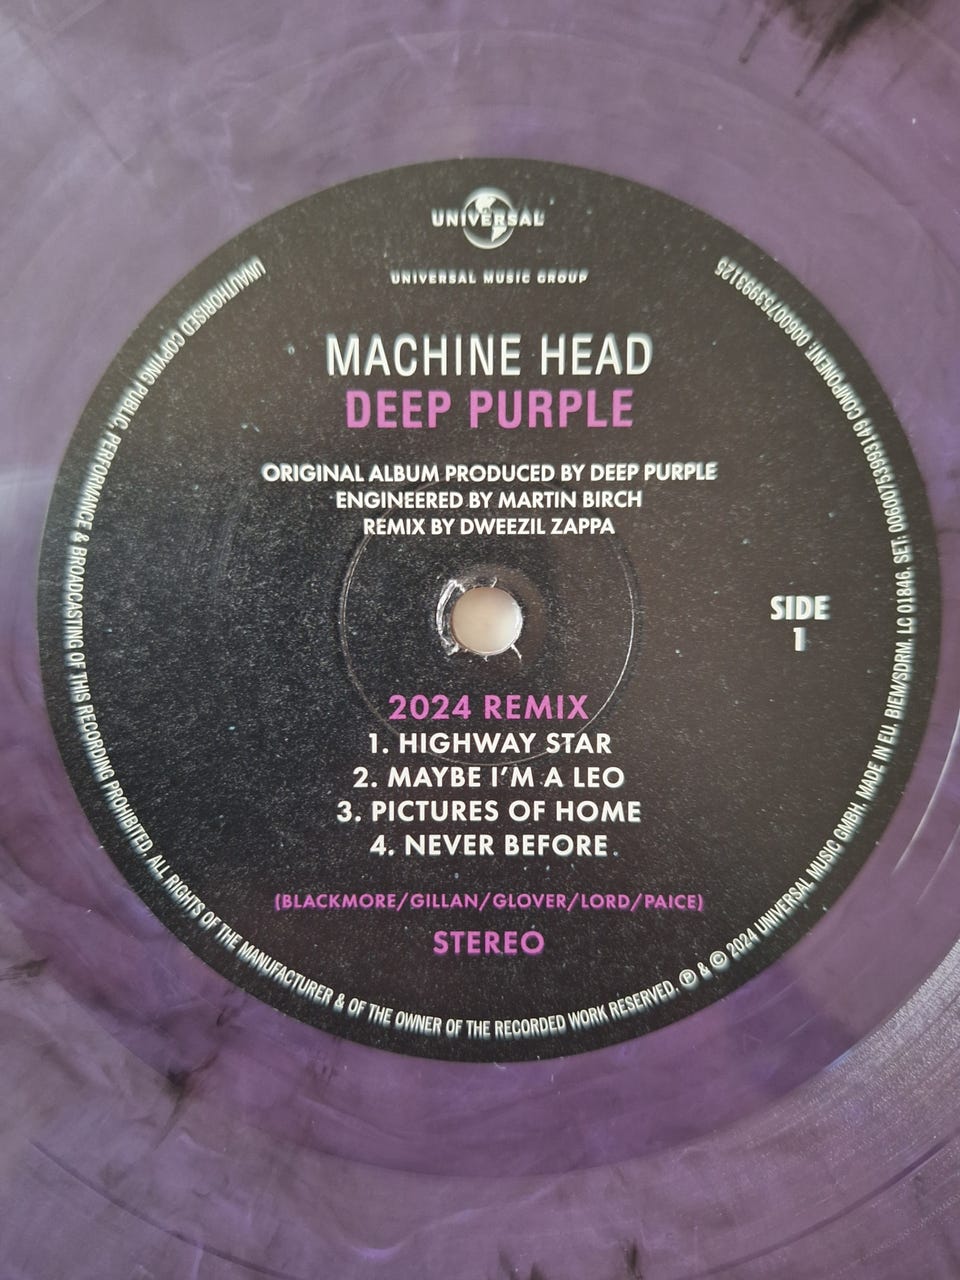 UNIVERSAL
UNIVERSAL MUSIC GROUP
MACHINE HEAD
DEEP PURPLE
ORIGINAL ALBUM PRODUCED BY DEEP PURPLE
ENGINEERED BY MARTIN BIRCH
REMIX BY DWEEZIL ZAPPA
SIDE
1
2024 REMIX
1. HIGHWAY STAR
2. MAYBE I'M A LEO
3. PICTURES OF HOME
4. NEVER BEFORE
(BLACKMORE/GILLAN/GLOVER/LORD/PAICE)
STEREO
UNAUTHORISED COPYING PUBLIC, PERFORMANCE & BROADCASTING OF THIS RECORDING PROHIBITED. ALL RIGHTS OF THE MANUFACTURER & OF THE OWNER OF THE RECORDED WORK RESERVED. Ⓟ & © 2024 UNIVERSAL MUSIC GMBH. MADE IN EU. BIEM/SDRM. LC 01846. SET: 00600753993149 COMPONENT: 00600753993125